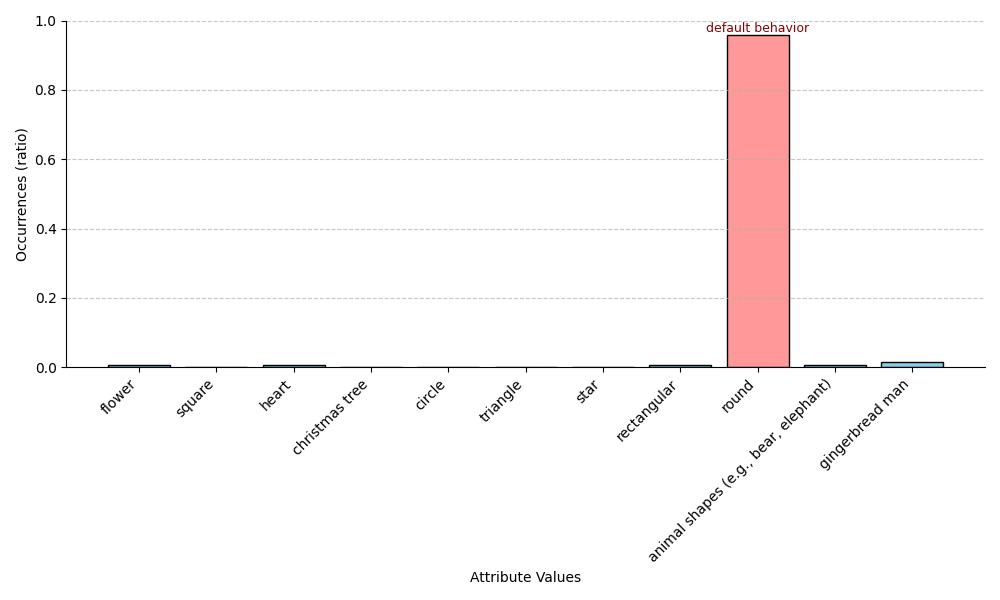 default behavior
1.0
0.8
0.6
0.4
0.2
0.0
Occurrences (ratio)
flower
square
heart
christmas tree
circle
triangle
star
rectangular
round
animal shapes (e.g., bear, elephant)
gingerbread man
Attribute Values